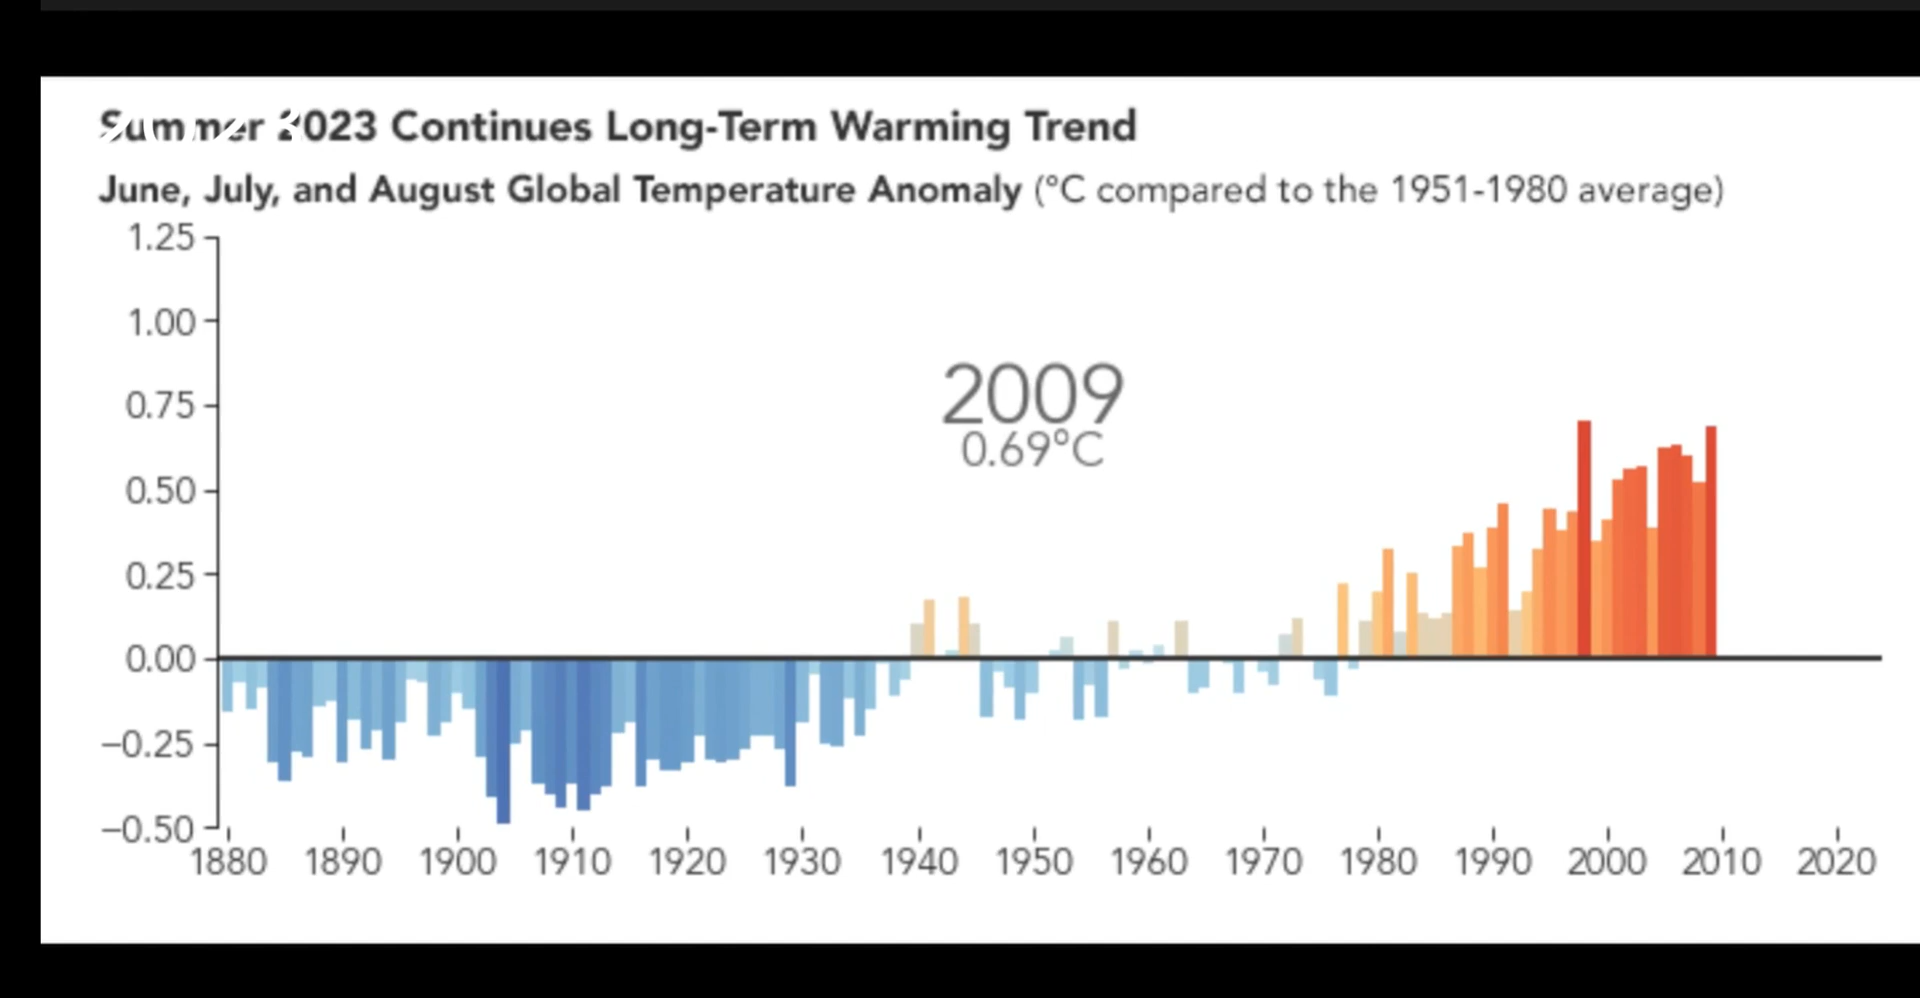 Summer 2023 Continues Long-Term Warming Trend
June, July, and August Global Temperature Anomaly (°C compared to the 1951-1980 average)
1.25
1.00
0.75
0.50
0.25
0.00
−0.25
−0.50
2009
0.69°C
1880 1890 1900 1910 1920 1930 1940 1950 1960 1970 1980 1990 2000 2010 2020